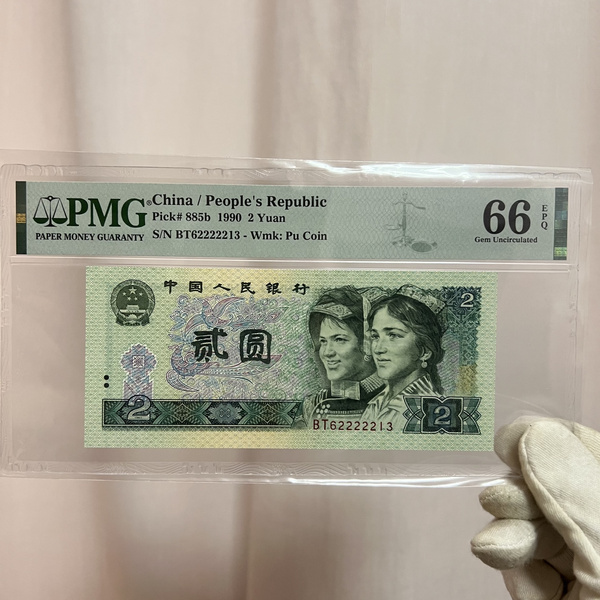 PMG®
PAPER MONEY GUARANTY
China / People's Republic
Pick# 885b 1990 2 Yuan
S/N BT62222213 - Wmk: Pu Coin
66 EPQ
Gem Uncirculated
中国人民银行
2
贰圆
2
BT62222213
2